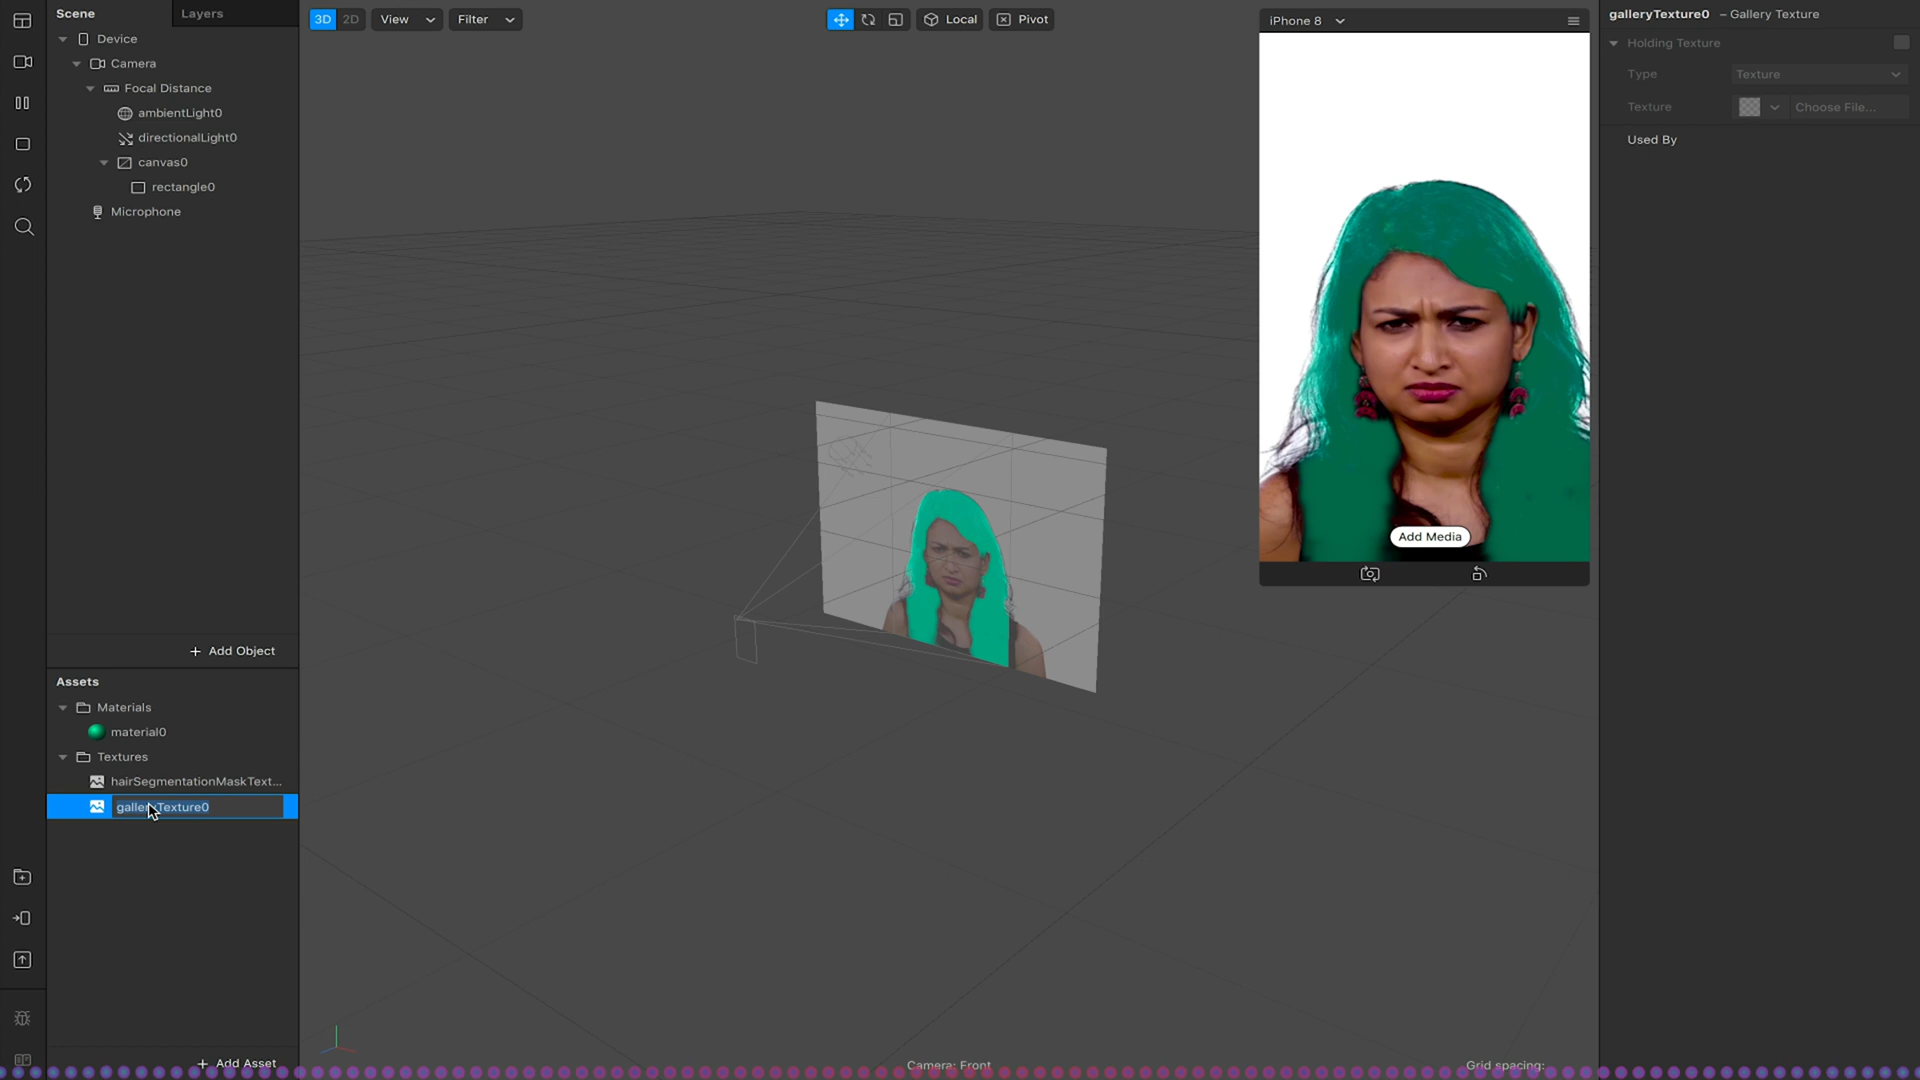 Scene
Layers
Device
Camera
Focal Distance
ambientLight0
directionalLight0
canvas0
rectangle0
Microphone
+ Add Object
Assets
Materials
material0
Textures
hairSegmentationMaskText...
galleryTexture0
+ Add Asset
3D 2D View Filter
Local Pivot
Camera: Front
Grid spacing:
iPhone 8
Add Media
galleryTexture0 – Gallery Texture
Holding Texture
Type Texture
Texture Choose File...
Used By